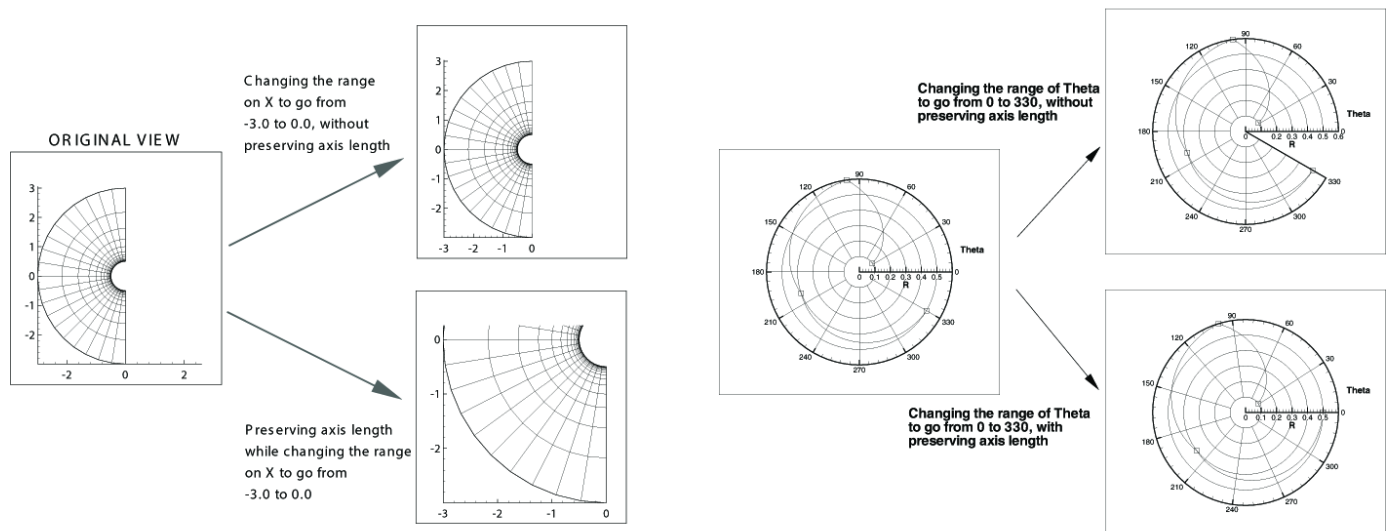 ORIGINAL VIEW
3
2
1
0
-1
-2
-2 0 2
Changing the range
on X to go from
-3.0 to 0.0, without
preserving axis length
3
2
1
0
-1
-2
-3 -2 -1 0
Preserving axis length
while changing the range
on X to go from
-3.0 to 0.0
0
-1
-2
-3 -2 -1 0
90
120 60
150 30
Theta
180 0 0.1 0.2 0.3 0.4 0.5 0
R
210 330
240 300
270
Changing the range of Theta
to go from 0 to 330, without
preserving axis length
90
120 60
150 30
Theta
180 0 0.2 0.3 0.4 0.5 0.6 0
R
210 330
240 300
270
Changing the range of Theta
to go from 0 to 330, with
preserving axis length
90
120 60
150 30
Theta
180 0 0.1 0.2 0.3 0.4 0.5 0
R
210 300
240 270